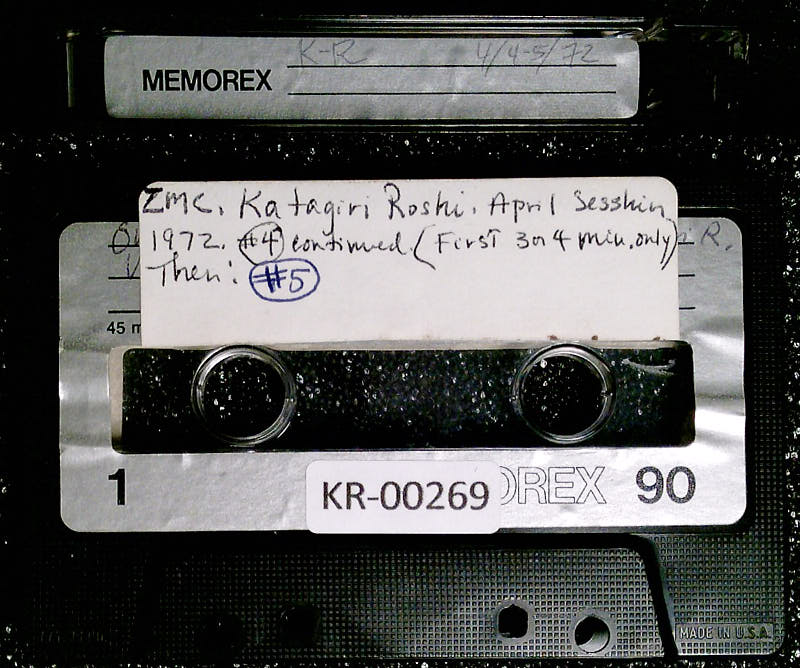 K-R 4/4-5/72
MEMOREX
ZMC. Katagiri Roshi. April Sesshin
1972. #4 continued (First 3 or 4 min. only)
Then: #5
R.
45 m
1
KR-00269
OREX 90
MADE IN U.S.A.